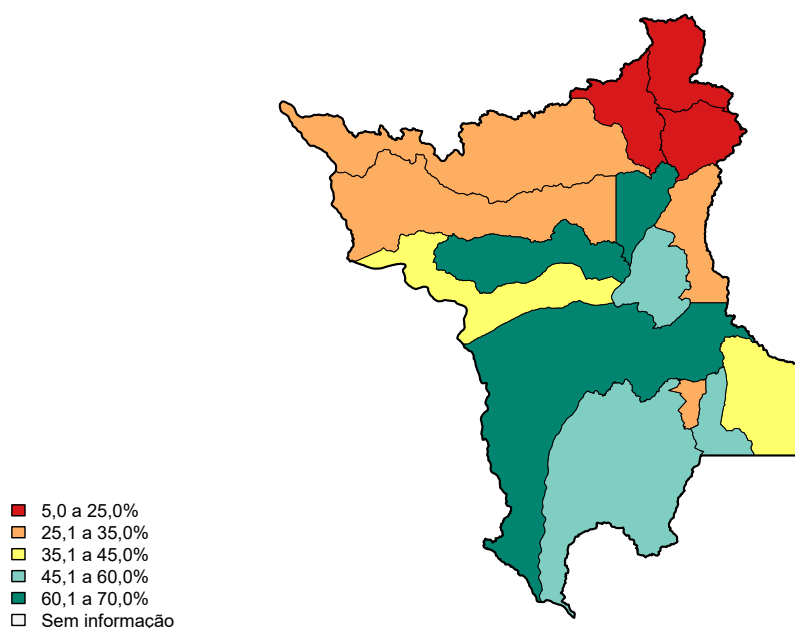 5,0 a 25,0%
25,1 a 35,0%
35,1 a 45,0%
45,1 a 60,0%
60,1 a 70,0%
Sem informação